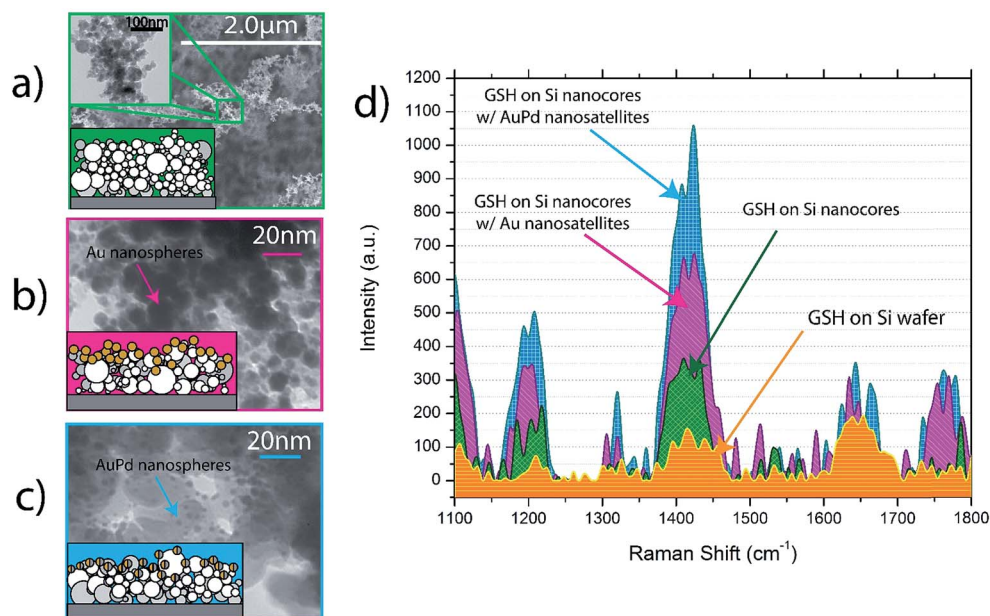 a)
100nm
2.0μm
b)
Au nanospheres
20nm
c)
AuPd nanospheres
20nm
d)
GSH on Si nanocores
w/ AuPd nanosatellites
GSH on Si nanocores
w/ Au nanosatellites
GSH on Si nanocores
GSH on Si wafer
Intensity (a.u.)
1200
1100
1000
900
800
700
600
500
400
300
200
100
0
1100
1200
1300
1400
1500
1600
1700
1800
Raman Shift (cm⁻¹)